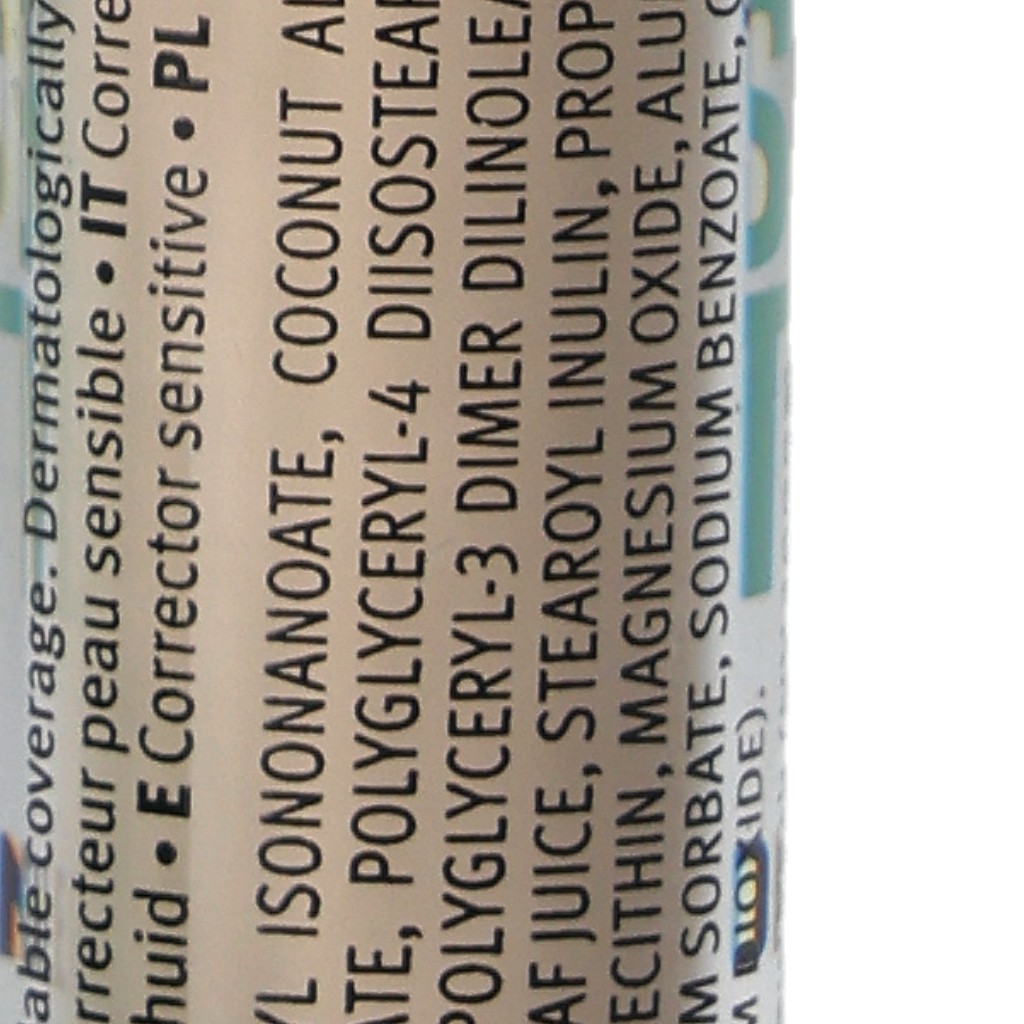 able coverage. Dermatologically
rrecteur peau sensible • IT Corre
huid • E Corrector sensitive • PL
YL ISONONANOATE, COCONUT AL
ATE, POLYGLYCERYL-4 DIISOSTEAR
POLYGLYCERYL-3 DIMER DILINOLEA
AF JUICE, STEAROYL INULIN, PROP
ECITHIN, MAGNESIUM OXIDE, ALU
M SORBATE, SODIUM BENZOATE, C
M DIOXIDE).